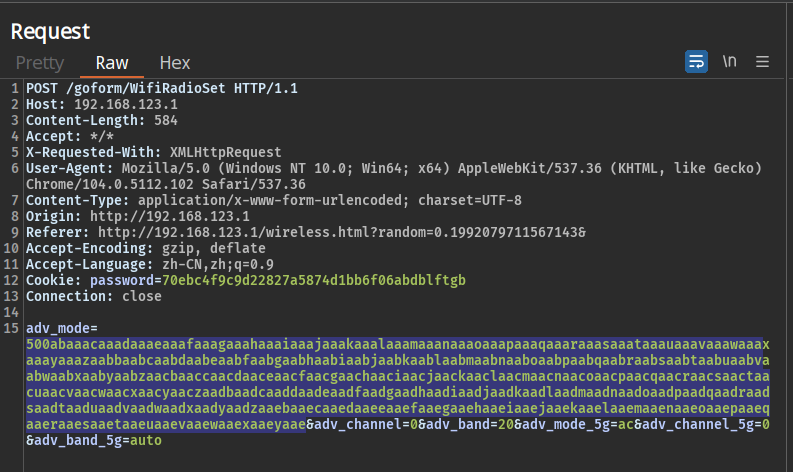 Request
Pretty Raw Hex \n
1 POST /goform/WifiRadioSet HTTP/1.1
2 Host: 192.168.123.1
3 Content-Length: 584
4 Accept: */*
5 X-Requested-With: XMLHttpRequest
6 User-Agent: Mozilla/5.0 (Windows NT 10.0; Win64; x64) AppleWebKit/537.36 (KHTML, like Gecko)
Chrome/104.0.5112.102 Safari/537.36
7 Content-Type: application/x-www-form-urlencoded; charset=UTF-8
8 Origin: http://192.168.123.1
9 Referer: http://192.168.123.1/wireless.html?random=0.1992079711567143&
10 Accept-Encoding: gzip, deflate
11 Accept-Language: zh-CN,zh;q=0.9
12 Cookie: password=70ebc4f9c9d22827a5874d1bb6f06abdblftgb
13 Connection: close
14
15 adv_mode=
500abaaacaaadaaaeaaafaaagaaahaaaiaaajaaakaaalaaamaaanaaaoaaapaaaqaaaraaasaaataaauaaavaaawaaax
aaayaaazaabbaabcaabdaabeaabfaabgaabhaabiaabjaabkaablaabmaabnaaboaabpaabqaabraabsaabtaabuaabva
abwaabxaabyaabzaacbaaccaacdaaceaacfaacgaachaaciaacjaackaaclaacmaacnaacoaacpaacqaacraacsaactaa
cuaacvaacwaacxaacyaaczaadbaadcaaddaadeaadfaadgaadhaadiaadjaadkaadlaadmaadnaadoaadpaadqaadraad
saadtaaduaadvaadwaadxaadyaadzaaebaaecaaedaaeeaaefaaegaaehaaeiaaejaaekaaelaaemaaenaaeoaaepaaeq
aaeraaesaaetaaeuaaevaaewaaexaaeyaae&adv_channel=0&adv_band=20&adv_mode_5g=ac&adv_channel_5g=0
&adv_band_5g=auto